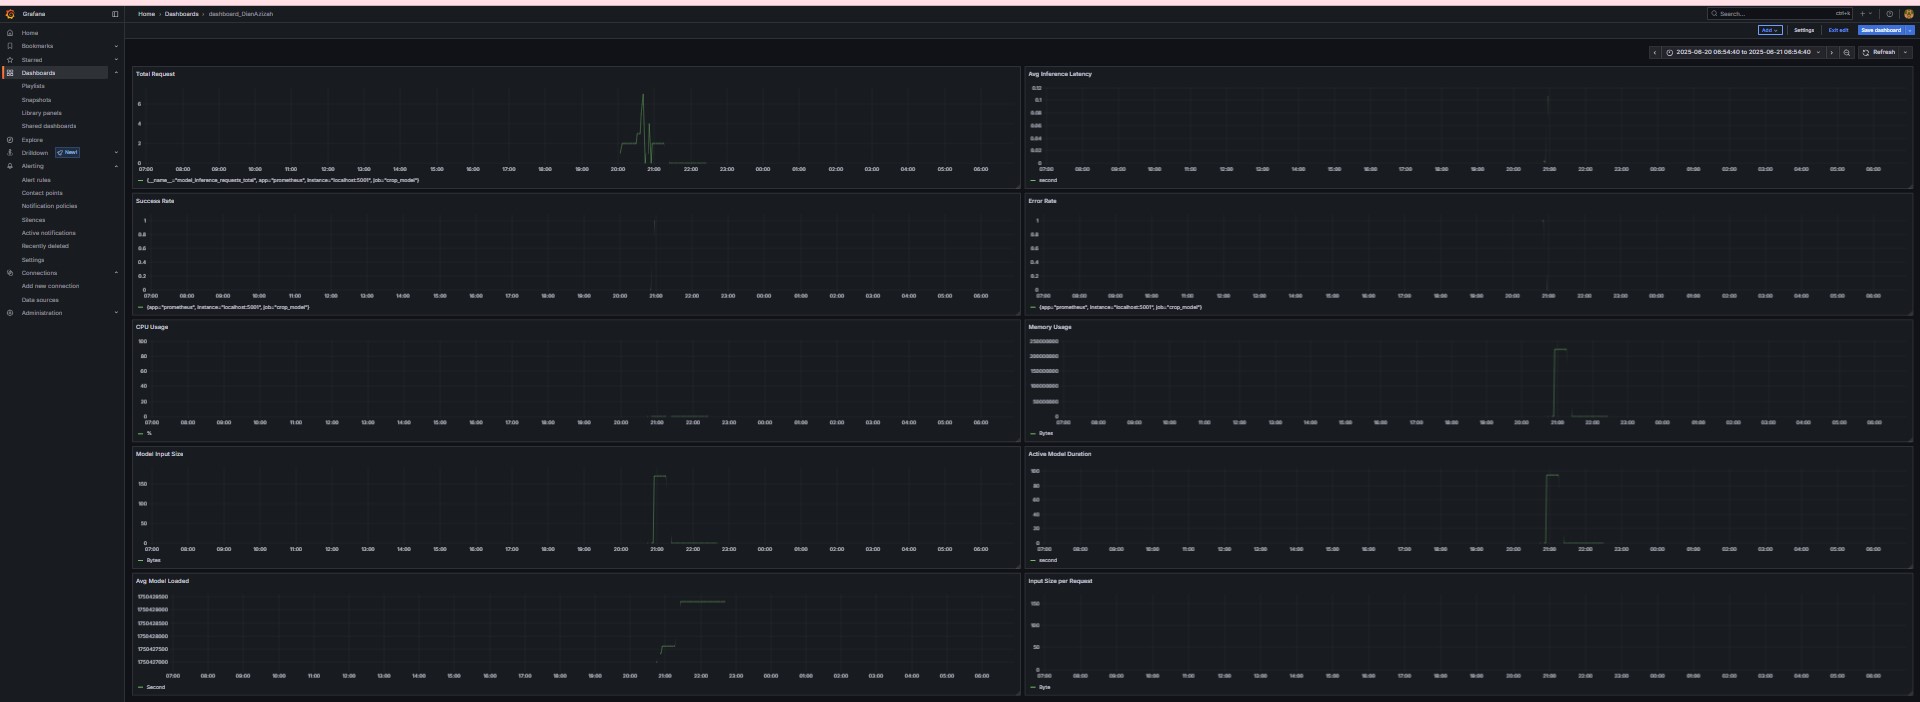 Grafana
Home › Dashboards › dashboard_DianAzizah
Search...
ctrl+k
Add
Settings
Exit edit
Save dashboard
2025-06-20 06:54:40 to 2025-06-21 06:54:40
Refresh
Home
Bookmarks
Starred
Dashboards
Playlists
Snapshots
Library panels
Shared dashboards
Explore
Drilldown
New!
Alerting
Alert rules
Contact points
Notification policies
Silences
Active notifications
Recently deleted
Settings
Connections
Add new connection
Data sources
Administration
Total Request
6
4
2
0
07:00 08:00 09:00 10:00 11:00 12:00 13:00 14:00 15:00 16:00 17:00 18:00 19:00 20:00 21:00 22:00 23:00 00:00 01:00 02:00 03:00 04:00 05:00 06:00
{__name__="model_inference_requests_total", app="prometheus", instance="localhost:5001", job="crop_model"}
Avg Inference Latency
0.12
0.1
0.08
0.06
0.04
0.02
0
07:00 08:00 09:00 10:00 11:00 12:00 13:00 14:00 15:00 16:00 17:00 18:00 19:00 20:00 21:00 22:00 23:00 00:00 01:00 02:00 03:00 04:00 05:00 06:00
second
Success Rate
1
0.8
0.6
0.4
0.2
0
07:00 08:00 09:00 10:00 11:00 12:00 13:00 14:00 15:00 16:00 17:00 18:00 19:00 20:00 21:00 22:00 23:00 00:00 01:00 02:00 03:00 04:00 05:00 06:00
{app="prometheus", instance="localhost:5001", job="crop_model"}
Error Rate
1
0.8
0.6
0.4
0.2
0
07:00 08:00 09:00 10:00 11:00 12:00 13:00 14:00 15:00 16:00 17:00 18:00 19:00 20:00 21:00 22:00 23:00 00:00 01:00 02:00 03:00 04:00 05:00 06:00
{app="prometheus", instance="localhost:5001", job="crop_model"}
CPU Usage
100
80
60
40
20
0
07:00 08:00 09:00 10:00 11:00 12:00 13:00 14:00 15:00 16:00 17:00 18:00 19:00 20:00 21:00 22:00 23:00 00:00 01:00 02:00 03:00 04:00 05:00 06:00
%
Memory Usage
250000000
200000000
150000000
100000000
50000000
0
07:00 08:00 09:00 10:00 11:00 12:00 13:00 14:00 15:00 16:00 17:00 18:00 19:00 20:00 21:00 22:00 23:00 00:00 01:00 02:00 03:00 04:00 05:00 06:00
Bytes
Model Input Size
150
100
50
0
07:00 08:00 09:00 10:00 11:00 12:00 13:00 14:00 15:00 16:00 17:00 18:00 19:00 20:00 21:00 22:00 23:00 00:00 01:00 02:00 03:00 04:00 05:00 06:00
Bytes
Active Model Duration
100
80
60
40
20
0
07:00 08:00 09:00 10:00 11:00 12:00 13:00 14:00 15:00 16:00 17:00 18:00 19:00 20:00 21:00 22:00 23:00 00:00 01:00 02:00 03:00 04:00 05:00 06:00
second
Avg Model Loaded
1750429500
1750429000
1750428500
1750428000
1750427500
1750427000
07:00 08:00 09:00 10:00 11:00 12:00 13:00 14:00 15:00 16:00 17:00 18:00 19:00 20:00 21:00 22:00 23:00 00:00 01:00 02:00 03:00 04:00 05:00 06:00
Second
Input Size per Request
150
100
50
0
07:00 08:00 09:00 10:00 11:00 12:00 13:00 14:00 15:00 16:00 17:00 18:00 19:00 20:00 21:00 22:00 23:00 00:00 01:00 02:00 03:00 04:00 05:00 06:00
Byte